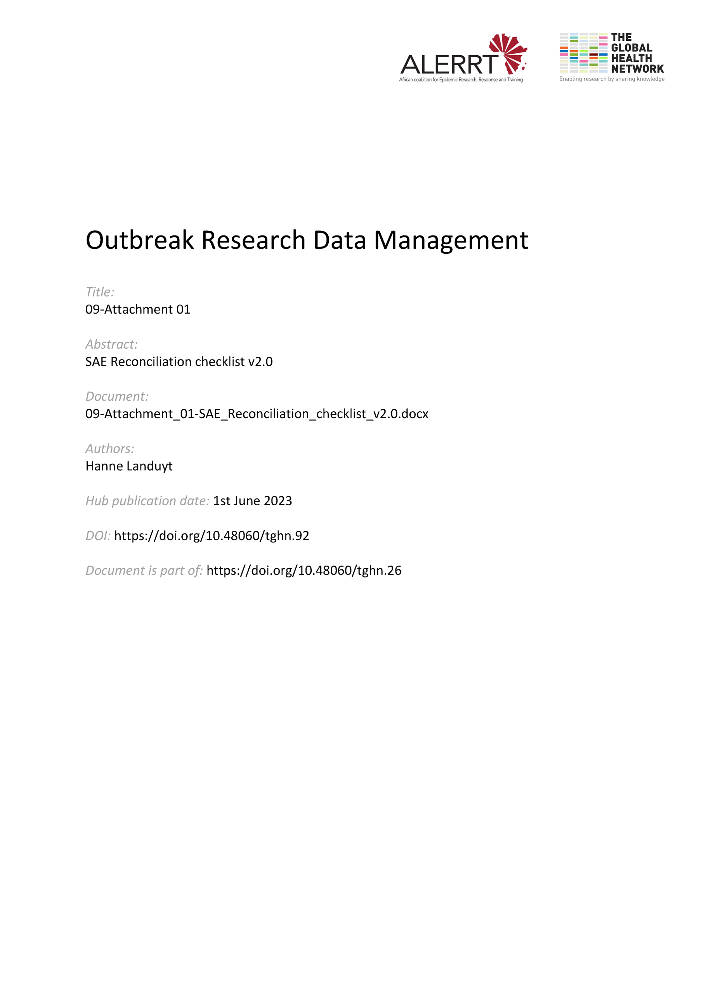 ALERRT
African coaLition for Epidemic Research, Response and Training
THE
GLOBAL
HEALTH
NETWORK
Enabling research by sharing knowledge
Outbreak Research Data Management
Title:
09-Attachment 01
Abstract:
SAE Reconciliation checklist v2.0
Document:
09-Attachment_01-SAE_Reconciliation_checklist_v2.0.docx
Authors:
Hanne Landuyt
Hub publication date: 1st June 2023
DOI: https://doi.org/10.48060/tghn.92
Document is part of: https://doi.org/10.48060/tghn.26